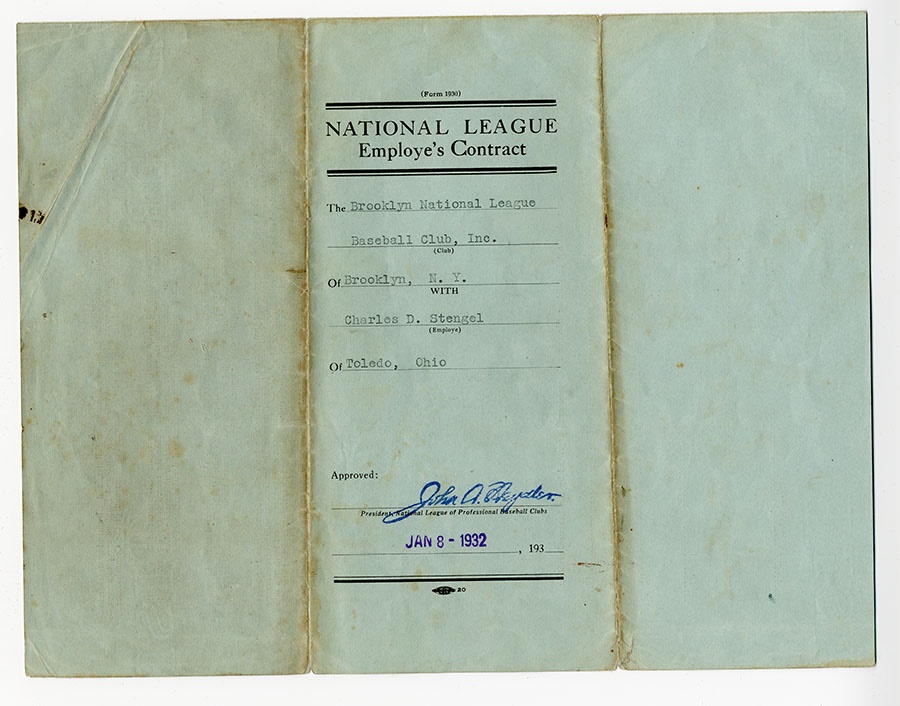 (Form 1930)
NATIONAL LEAGUE
Employe's Contract
The Brooklyn National League
Baseball Club, Inc.
(Club)
Of Brooklyn, N. Y.
WITH
Charles D. Stengel
(Employe)
Of Toledo, Ohio
Approved:
John A. Heydler.
President, National League of Professional Baseball Clubs
JAN 8 - 1932
, 193
20